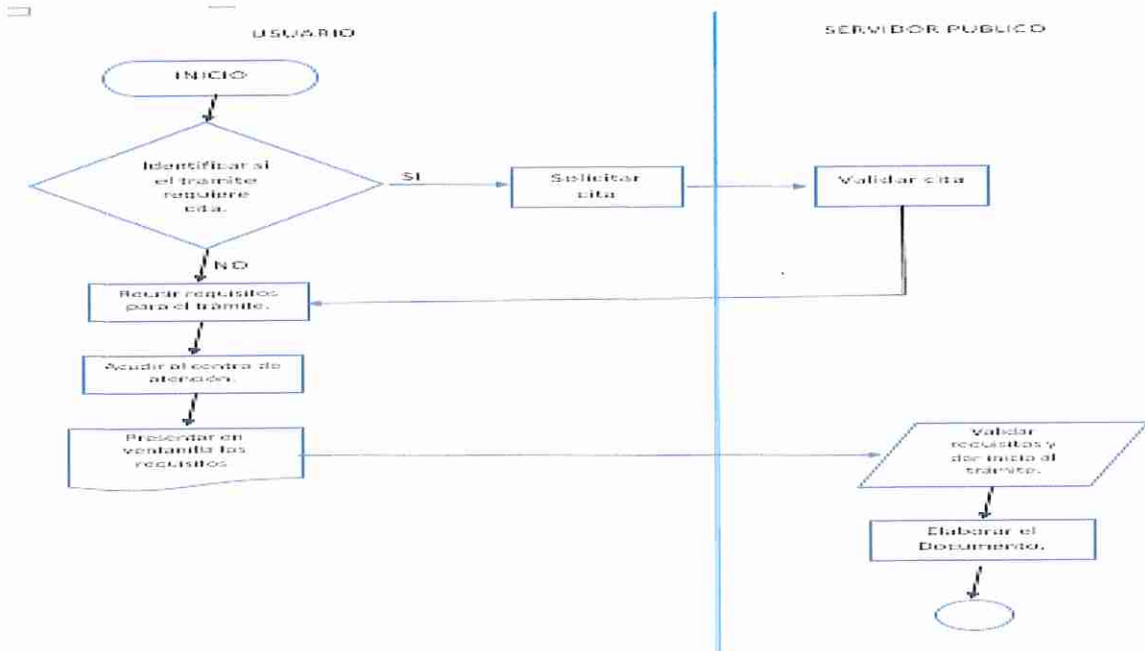 USUARIO
SERVIDOR PUBLICO
INICIO
Identificar si
el tramite
requiere
cita.
SI
Solicitar
cita
Validar cita
NO
Reunir requisitos
para el trámite.
Acudir al centro de
atención.
Presentar en
ventanilla los
requisitos
Validar
requisitos y
dar inicio al
trámite.
Elaborar el
Documento.